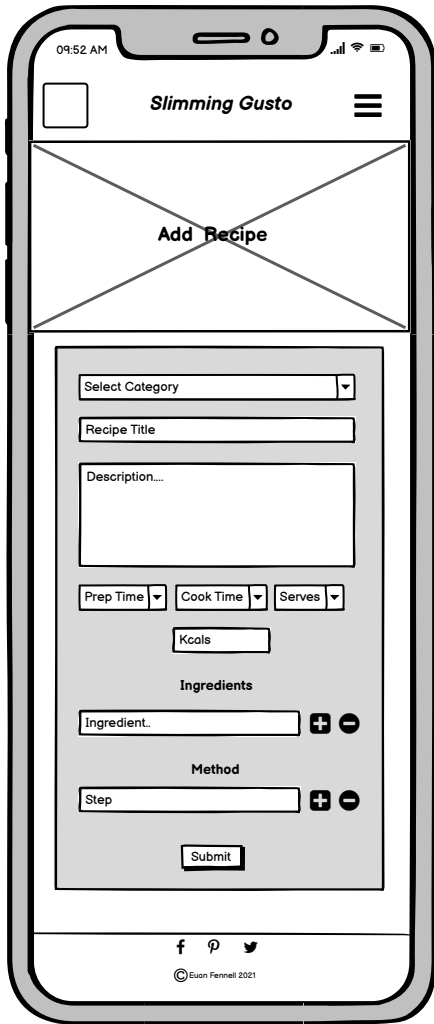 09:52 AM
Slimming Gusto
Add Recipe
Select Category
Recipe Title
Description....
Prep Time Cook Time Serves
Kcals
Ingredients
Ingredient..
Method
Step
Submit
© Euan Fennell 2021